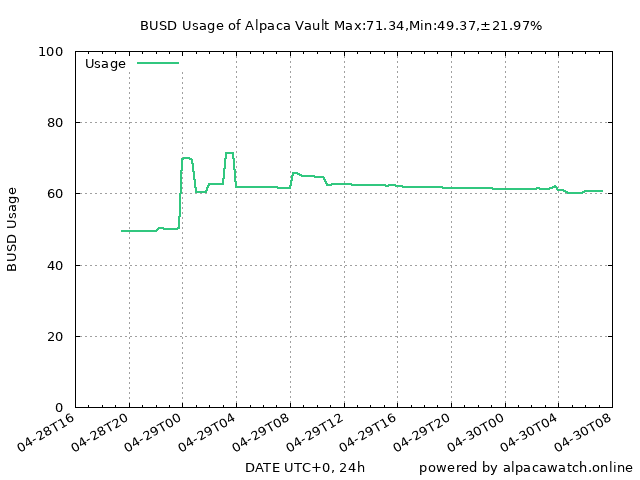 BUSD Usage of Alpaca Vault Max:71.34,Min:49.37,±21.97%
Usage
100
80
60
40
20
0
BUSD Usage
04-28T16
04-28T20
04-29T00
04-29T04
04-29T08
04-29T12
04-29T16
04-29T20
04-30T00
04-30T04
04-30T08
DATE UTC+0, 24h
powered by alpacawatch.online